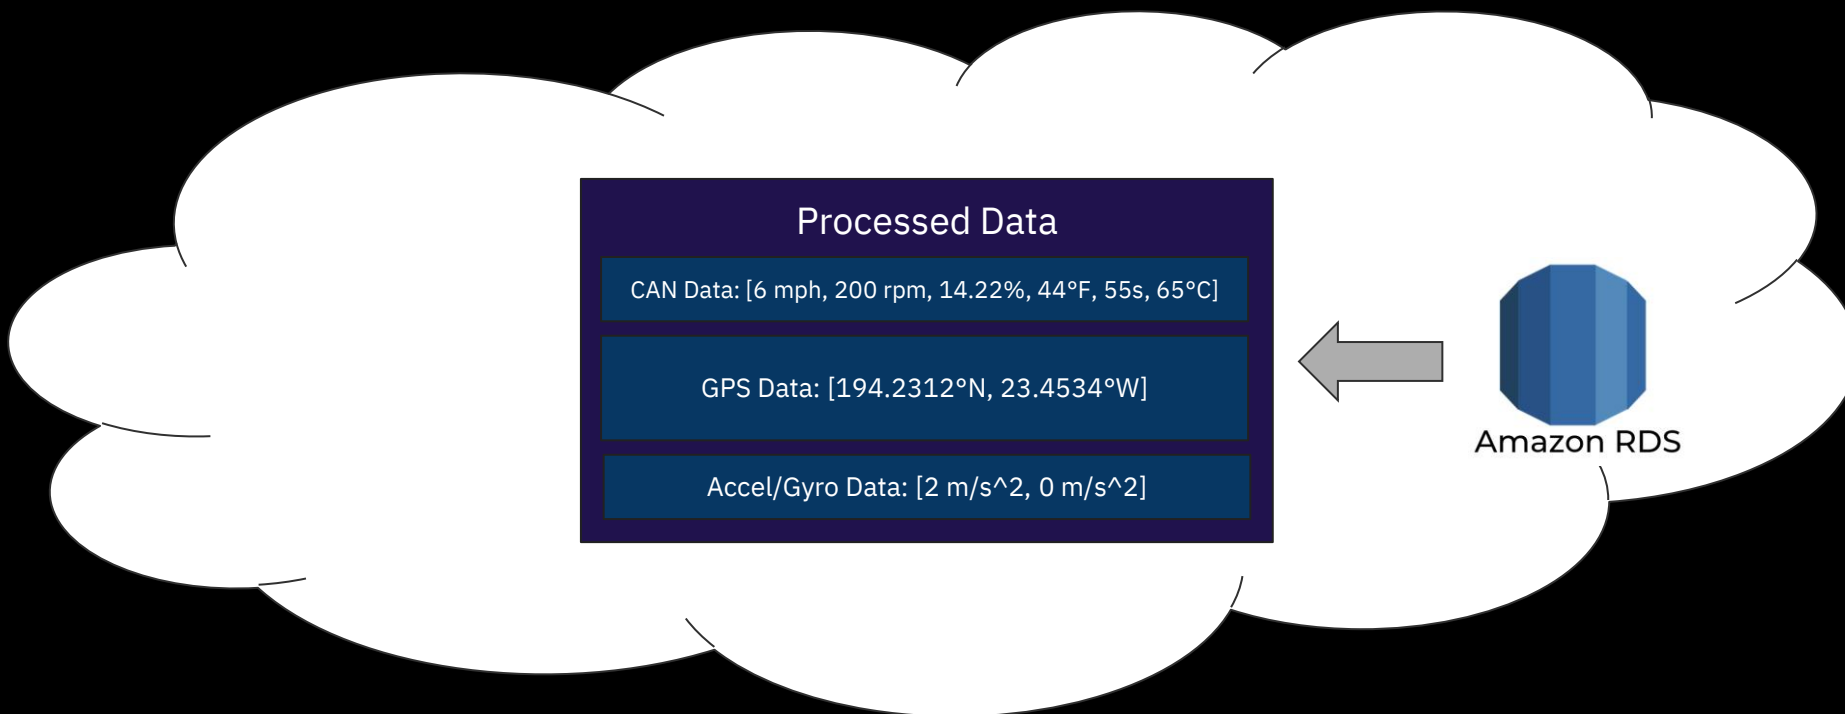 Processed Data
CAN Data: [6 mph, 200 rpm, 14.22%, 44°F, 55s, 65°C]
GPS Data: [194.2312°N, 23.4534°W]
Accel/Gyro Data: [2 m/s^2, 0 m/s^2]
Amazon RDS